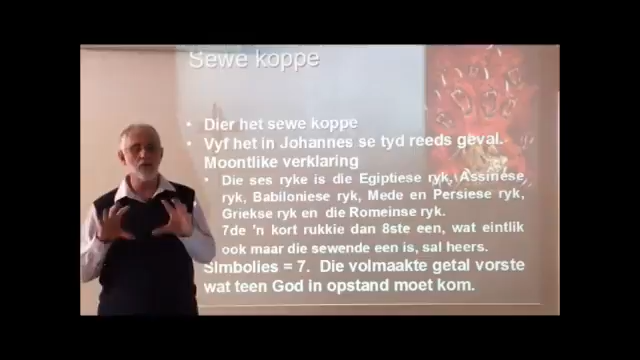 Sewe koppe
• Dier het sewe koppe
• Vyf het in Johannes se tyd reeds geval. 
Moontlike verklaring
• Die ses ryke is die Egiptiese ryk, Assiriese
ryk, Babiloniese ryk, Mede en Persiese ryk,
Griekse ryk en die Romeinse ryk.
7de 'n kort rukkie dan 8ste een, wat eintlik
ook maar die sewende een is, sal heers.
Simbolies = 7. Die volmaakte getal vorste
wat teen God in opstand moet kom.